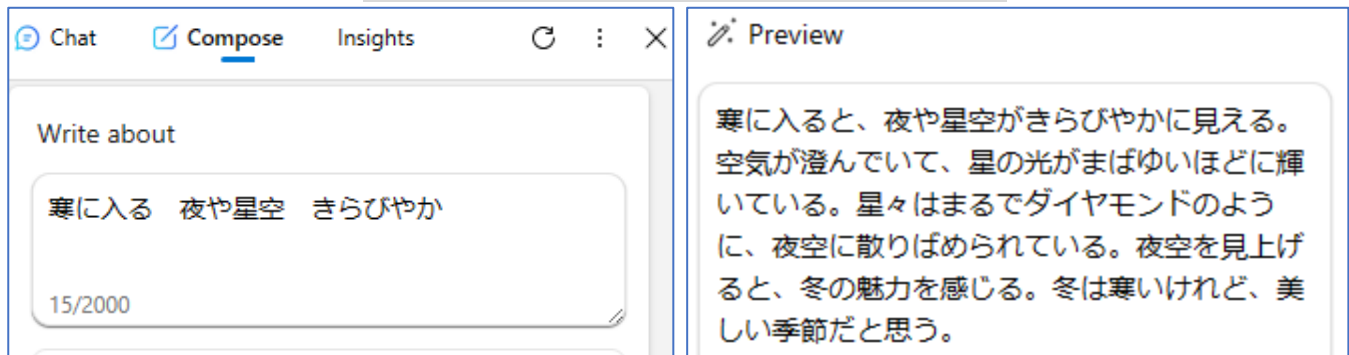 Chat Compose Insights
Write about
寒に入る　夜や星空　きらびやか
15/2000
Preview
寒に入ると、夜や星空がきらびやかに見える。
空気が澄んでいて、星の光がまばゆいほどに輝
いている。星々はまるでダイヤモンドのよう
に、夜空に散りばめられている。夜空を見上げ
ると、冬の魅力を感じる。冬は寒いけれど、美
しい季節だと思う。